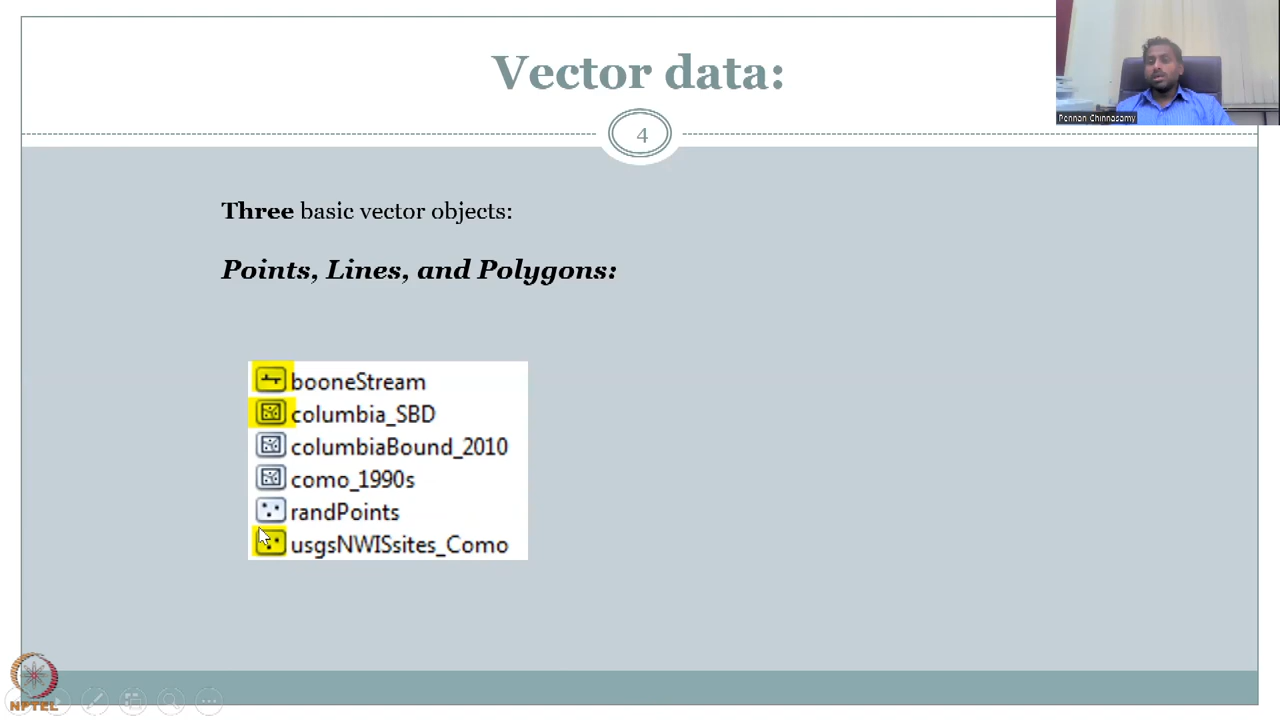 Vector data:
Pennan Chinnasamy
4
Three basic vector objects:
Points, Lines, and Polygons:
booneStream
columbia_SBD
columbiaBound_2010
como_1990s
randPoints
usgsNWISsites_Como
NPTEL